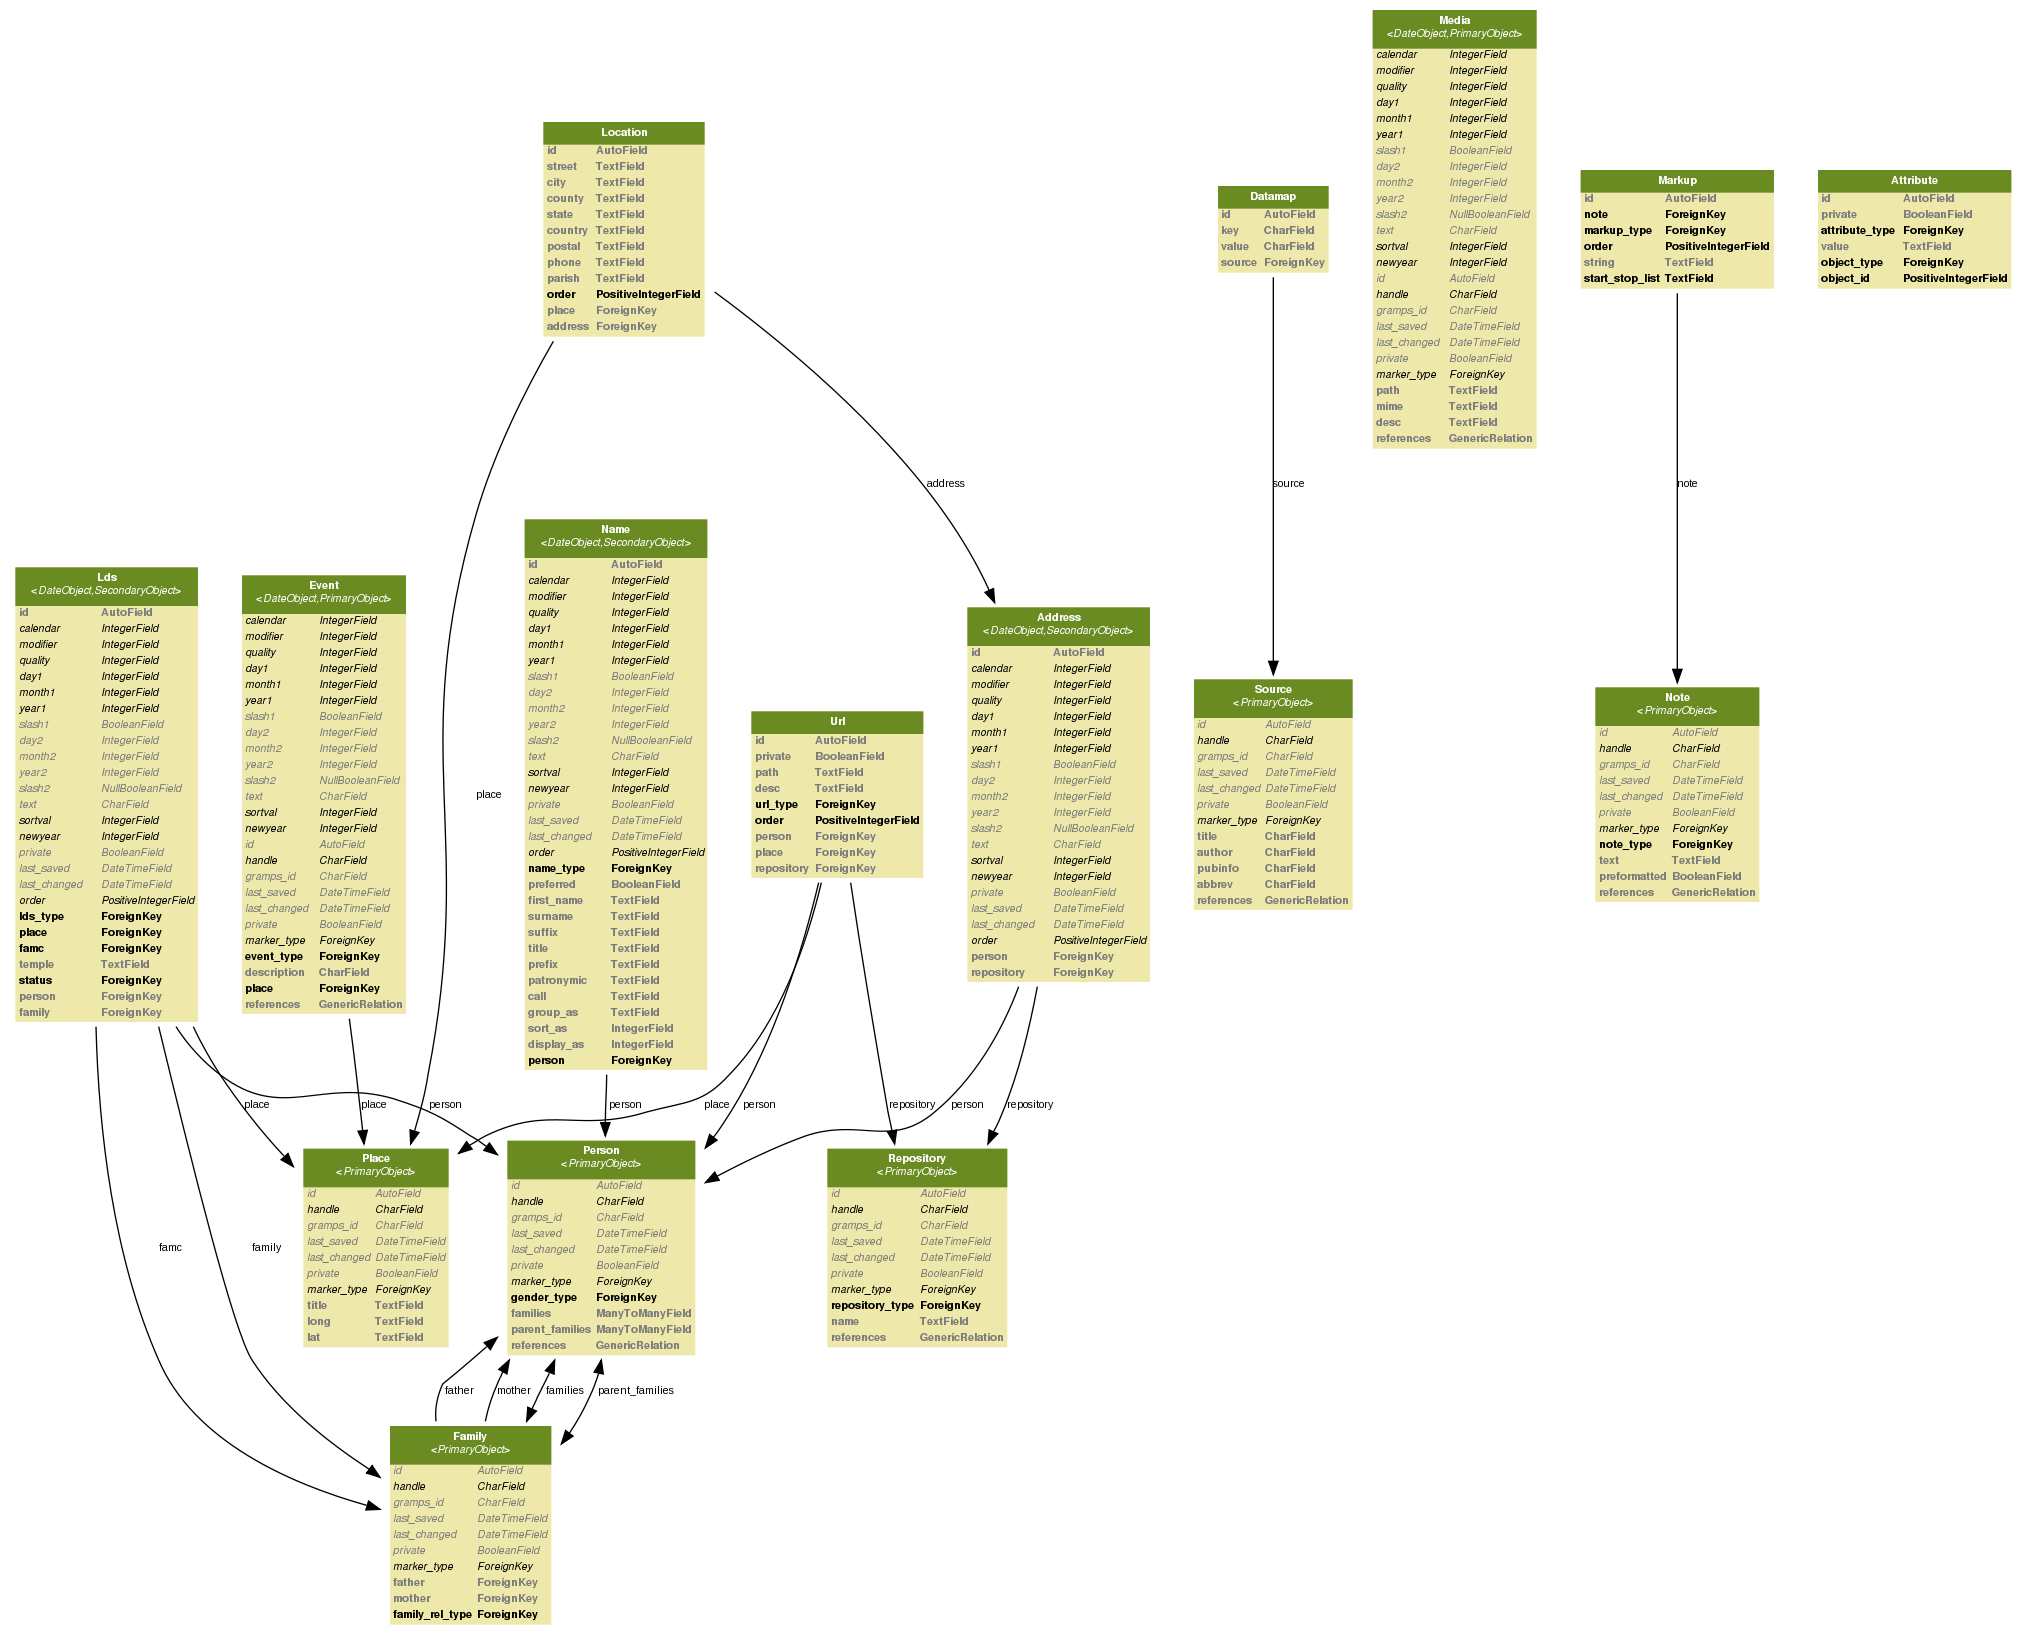 Media
<DateObject,PrimaryObject>
calendar IntegerField
modifier IntegerField
quality IntegerField
day1 IntegerField
month1 IntegerField
year1 IntegerField
slash1 BooleanField
day2 IntegerField
month2 IntegerField
year2 IntegerField
slash2 NullBooleanField
text CharField
sortval IntegerField
newyear IntegerField
id AutoField
handle CharField
gramps_id CharField
last_saved DateTimeField
last_changed DateTimeField
private BooleanField
marker_type ForeignKey
path TextField
mime TextField
desc TextField
references GenericRelation
Location
id AutoField
street TextField
city TextField
county TextField
state TextField
country TextField
postal TextField
phone TextField
parish TextField
order PositiveIntegerField
place ForeignKey
address ForeignKey
Datamap
id AutoField
key CharField
value CharField
source ForeignKey
Markup
id AutoField
note ForeignKey
markup_type ForeignKey
order PositiveIntegerField
string TextField
start_stop_list TextField
Attribute
id AutoField
private BooleanField
attribute_type ForeignKey
value TextField
object_type ForeignKey
object_id PositiveIntegerField
address
source
note
place
Lds
<DateObject,SecondaryObject>
id AutoField
calendar IntegerField
modifier IntegerField
quality IntegerField
day1 IntegerField
month1 IntegerField
year1 IntegerField
slash1 BooleanField
day2 IntegerField
month2 IntegerField
year2 IntegerField
slash2 NullBooleanField
text CharField
sortval IntegerField
newyear IntegerField
private BooleanField
last_saved DateTimeField
last_changed DateTimeField
order PositiveIntegerField
lds_type ForeignKey
place ForeignKey
famc ForeignKey
temple TextField
status ForeignKey
person ForeignKey
family ForeignKey
Event
<DateObject,PrimaryObject>
calendar IntegerField
modifier IntegerField
quality IntegerField
day1 IntegerField
month1 IntegerField
year1 IntegerField
slash1 BooleanField
day2 IntegerField
month2 IntegerField
year2 IntegerField
slash2 NullBooleanField
text CharField
sortval IntegerField
newyear IntegerField
id AutoField
handle CharField
gramps_id CharField
last_saved DateTimeField
last_changed DateTimeField
private BooleanField
marker_type ForeignKey
event_type ForeignKey
description CharField
place ForeignKey
references GenericRelation
Name
<DateObject,SecondaryObject>
id AutoField
calendar IntegerField
modifier IntegerField
quality IntegerField
day1 IntegerField
month1 IntegerField
year1 IntegerField
slash1 BooleanField
day2 IntegerField
month2 IntegerField
year2 IntegerField
slash2 NullBooleanField
text CharField
sortval IntegerField
newyear IntegerField
private BooleanField
last_saved DateTimeField
last_changed DateTimeField
order PositiveIntegerField
name_type ForeignKey
preferred BooleanField
first_name TextField
surname TextField
suffix TextField
title TextField
prefix TextField
patronymic TextField
call TextField
group_as TextField
sort_as IntegerField
display_as IntegerField
person ForeignKey
Url
id AutoField
private BooleanField
path TextField
desc TextField
url_type ForeignKey
order PositiveIntegerField
person ForeignKey
place ForeignKey
repository ForeignKey
Address
<DateObject,SecondaryObject>
id AutoField
calendar IntegerField
modifier IntegerField
quality IntegerField
day1 IntegerField
month1 IntegerField
year1 IntegerField
slash1 BooleanField
day2 IntegerField
month2 IntegerField
year2 IntegerField
slash2 NullBooleanField
text CharField
sortval IntegerField
newyear IntegerField
private BooleanField
last_saved DateTimeField
last_changed DateTimeField
order PositiveIntegerField
person ForeignKey
repository ForeignKey
Source
<PrimaryObject>
id AutoField
handle CharField
gramps_id CharField
last_saved DateTimeField
last_changed DateTimeField
private BooleanField
marker_type ForeignKey
title CharField
author CharField
pubinfo CharField
abbrev CharField
references GenericRelation
Note
<PrimaryObject>
id AutoField
handle CharField
gramps_id CharField
last_saved DateTimeField
last_changed DateTimeField
private BooleanField
marker_type ForeignKey
note_type ForeignKey
text TextField
preformatted BooleanField
references GenericRelation
place
place
person
person
place
person
repository
person
repository
Place
<PrimaryObject>
id AutoField
handle CharField
gramps_id CharField
last_saved DateTimeField
last_changed DateTimeField
private BooleanField
marker_type ForeignKey
title TextField
long TextField
lat TextField
Person
<PrimaryObject>
id AutoField
handle CharField
gramps_id CharField
last_saved DateTimeField
last_changed DateTimeField
private BooleanField
marker_type ForeignKey
gender_type ForeignKey
families ManyToManyField
parent_families ManyToManyField
references GenericRelation
Repository
<PrimaryObject>
id AutoField
handle CharField
gramps_id CharField
last_saved DateTimeField
last_changed DateTimeField
private BooleanField
marker_type ForeignKey
repository_type ForeignKey
name TextField
references GenericRelation
famc
family
father
mother
families
parent_families
Family
<PrimaryObject>
id AutoField
handle CharField
gramps_id CharField
last_saved DateTimeField
last_changed DateTimeField
private BooleanField
marker_type ForeignKey
father ForeignKey
mother ForeignKey
family_rel_type ForeignKey